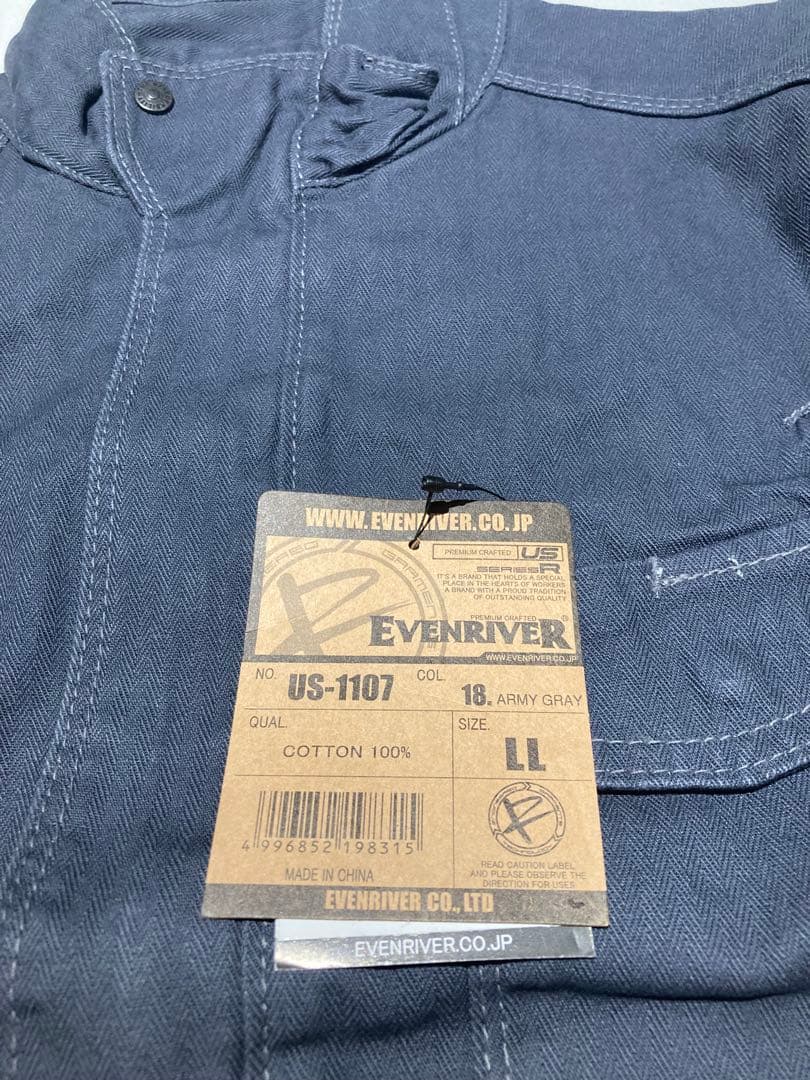 WWW.EVENRIVER.CO.JP
PREMIUM CRAFTED US
SERIES R
IT'S A BRAND THAT HOLDS A SPECIAL
PLACE IN THE HEARTS OF WORKERS
A BRAND WITH A PROUD TRADITION
OF OUTSTANDING QUALITY
PREMIUM CRAFTED
EVENRIVER®
WWW.EVENRIVER.CO.JP
NO. US-1107 COL. 18. ARMY GRAY
QUAL. COTTON 100%
SIZE. LL
4 996852 198315
MADE IN CHINA
READ CAUTION LABEL
AND PLEASE OBSERVE THE
DIRECTION FOR USES
EVENRIVER CO., LTD
EVENRIVER.CO.JP